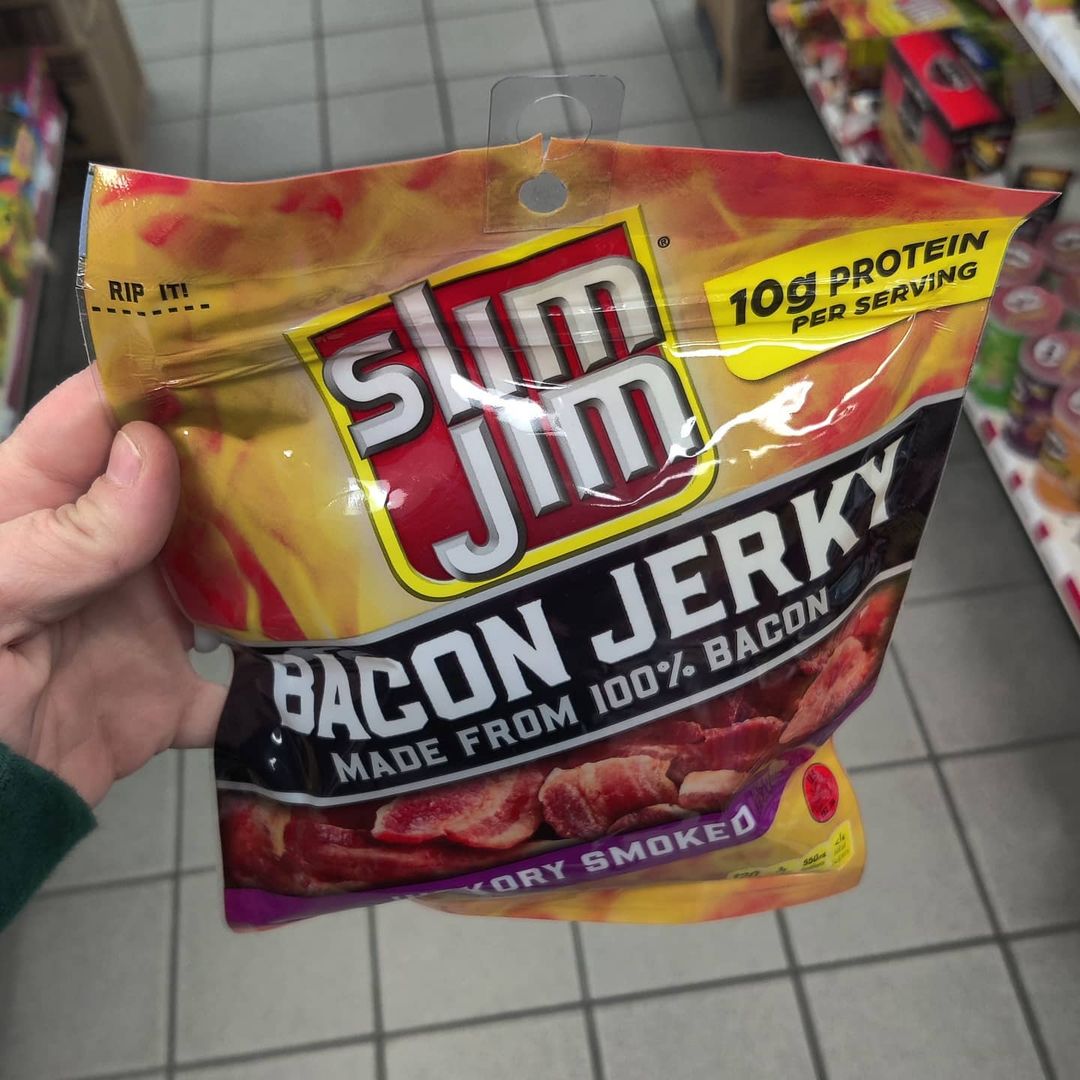 RIP IT!
SLIM
JIM
®
10g PROTEIN
PER SERVING
BACON JERKY
MADE FROM 100% BACON
SMOKED